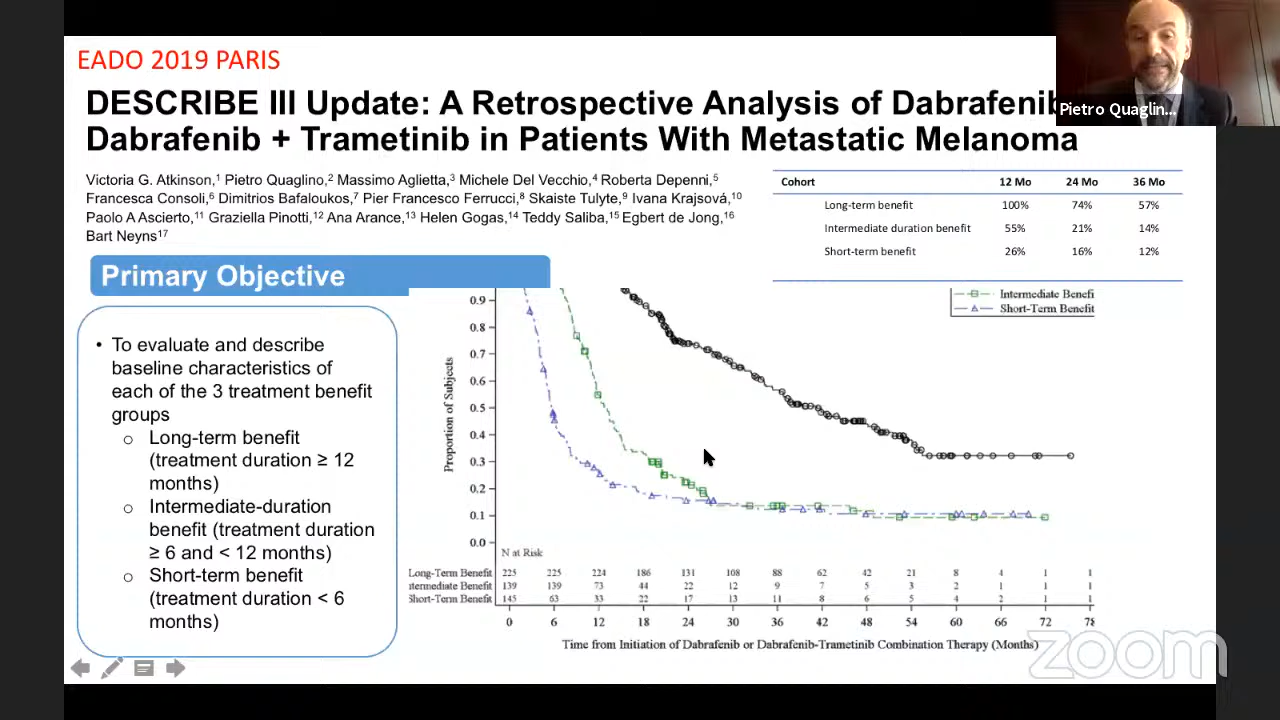 EADO 2019 PARIS
DESCRIBE III Update: A Retrospective Analysis of Dabrafenib
Dabrafenib + Trametinib in Patients With Metastatic Melanoma
Pietro Quaglin...
Victoria G. Atkinson,1 Pietro Quaglino,2 Massimo Aglietta,3 Michele Del Vecchio,4 Roberta Depenni,5
Francesca Consoli,6 Dimitrios Bafaloukos,7 Pier Francesco Ferrucci,8 Skaiste Tulyte,9 Ivana Krajsová,10
Paolo A Ascierto,11 Graziella Pinotti,12 Ana Arance,13 Helen Gogas,14 Teddy Saliba,15 Egbert de Jong,16
Bart Neyns17
Cohort 12 Mo 24 Mo 36 Mo
Long-term benefit 100% 74% 57%
Intermediate duration benefit 55% 21% 14%
Short-term benefit 26% 16% 12%
Primary Objective
• To evaluate and describe
baseline characteristics of
each of the 3 treatment benefit
groups
o Long-term benefit
(treatment duration ≥ 12
months)
o Intermediate-duration
benefit (treatment duration
≥ 6 and < 12 months)
o Short-term benefit
(treatment duration < 6
months)
Intermediate Benefi
Short-Term Benefit
Proportion of Subjects
0.9
0.8
0.7
0.6
0.5
0.4
0.3
0.2
0.1
0.0
N at Risk
Long-Term Benefit 225 225 224 186 131 108 88 62 42 21 8 4 1 1
ntermediate Benefit 139 139 73 44 22 12 9 7 5 3 2 1 1 1
Short-Term Benefit 145 63 33 22 17 13 11 8 6 5 4 2 1 1
0 6 12 18 24 30 36 42 48 54 60 66 72 78
Time from Initiation of Dabrafenib or Dabrafenib-Trametinib Combination Therapy (Months)
zoom